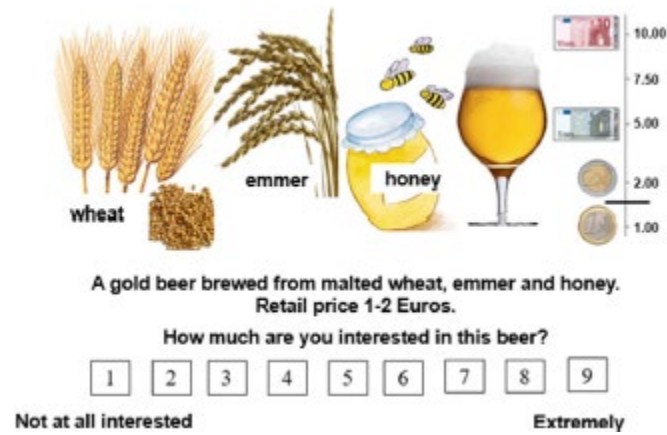 10.00
7.50
5.00
emmer
honey
2.00
wheat
1.00
A gold beer brewed from malted wheat, emmer and honey.
Retail price 1-2 Euros.
How much are you interested in this beer?
1 2 3 4 5 6 7 8 9
Not at all interested Extremely